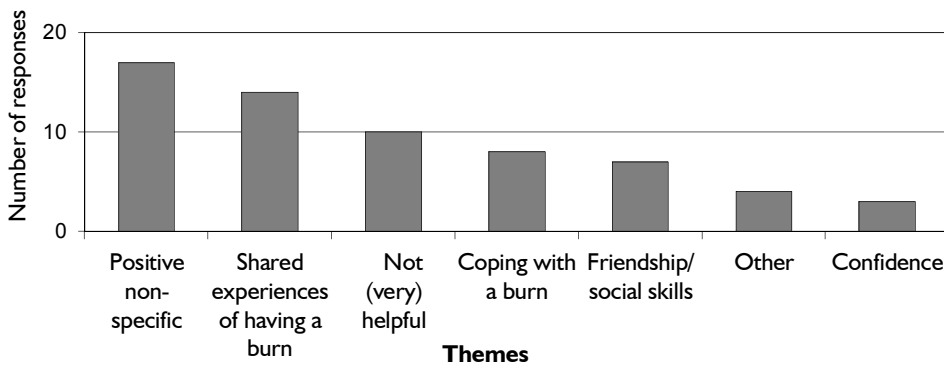 Number of responses
20
10
0
Positive
non-
specific
Shared
experiences
of having a
burn
Not
(very)
helpful
Coping with
a burn
Friendship/
social skills
Other
Confidence
Themes